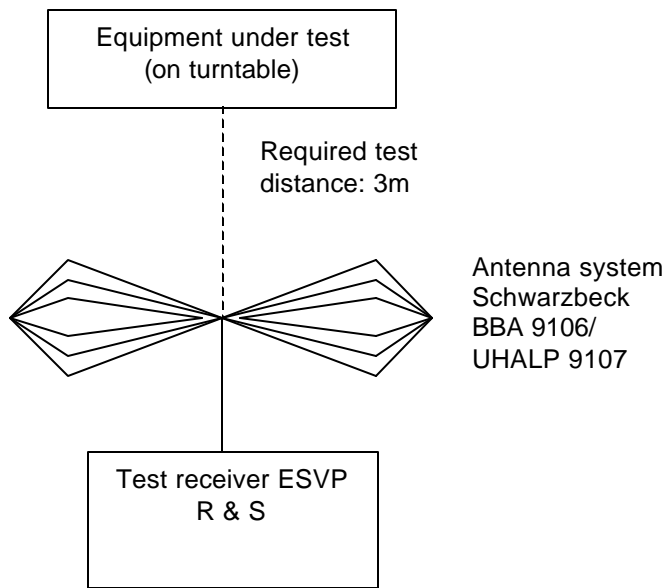 Equipment under test
(on turntable)
Required test
distance: 3m
Antenna system
Schwarzbeck
BBA 9106/
UHALP 9107
Test receiver ESVP
R & S